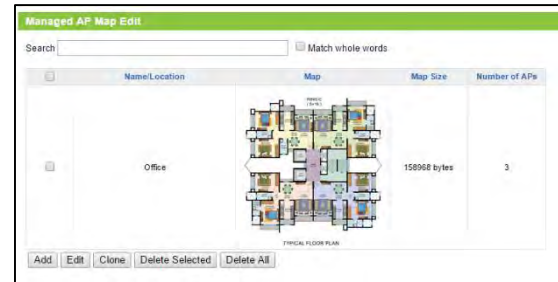 Managed AP Map Edit
Search Match whole words
Name/Location Map Map Size Number of APs
Office 158968 bytes 3
TYPICAL FLOOR PLAN
Add Edit Clone Delete Selected Delete All